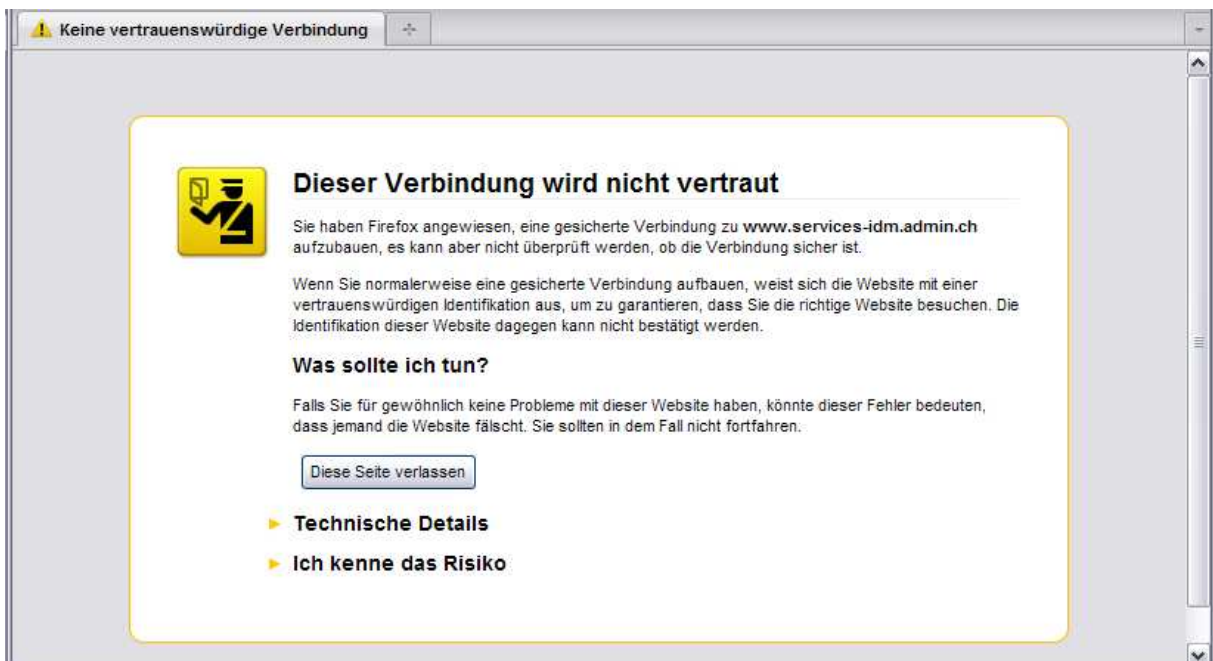 Keine vertrauenswürdige Verbindung
Dieser Verbindung wird nicht vertraut
Sie haben Firefox angewiesen, eine gesicherte Verbindung zu www.services-idm.admin.ch
aufzubauen, es kann aber nicht überprüft werden, ob die Verbindung sicher ist.
Wenn Sie normalerweise eine gesicherte Verbindung aufbauen, weist sich die Website mit einer
vertrauenswürdigen Identifikation aus, um zu garantieren, dass Sie die richtige Website besuchen. Die
Identifikation dieser Website dagegen kann nicht bestätigt werden.
Was sollte ich tun?
Falls Sie für gewöhnlich keine Probleme mit dieser Website haben, könnte dieser Fehler bedeuten,
dass jemand die Website fälscht. Sie sollten in dem Fall nicht fortfahren.
Diese Seite verlassen
Technische Details
Ich kenne das Risiko